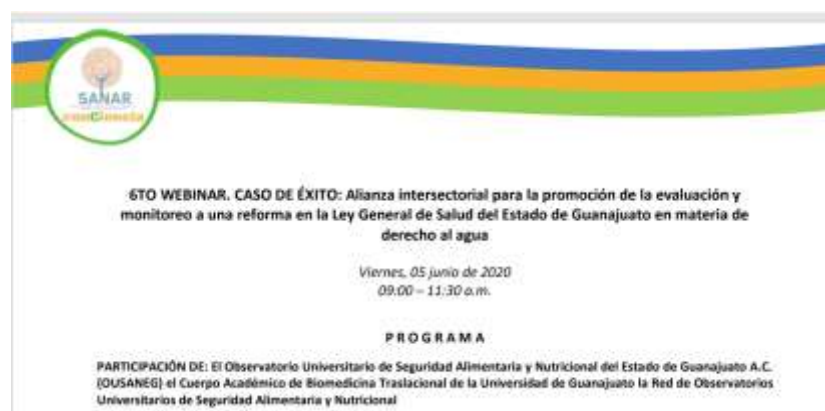 SANAR
conCiencia
6TO WEBINAR. CASO DE ÉXITO: Alianza intersectorial para la promoción de la evaluación y
monitoreo a una reforma en la Ley General de Salud del Estado de Guanajuato en materia de
derecho al agua
Viernes, 05 junio de 2020
09:00 – 11:30 a.m.
PROGRAMA
PARTICIPACIÓN DE: El Observatorio Universitario de Seguridad Alimentaria y Nutricional del Estado de Guanajuato A.C.
(OUSANEG) el Cuerpo Académico de Biomedicina Traslacional de la Universidad de Guanajuato la Red de Observatorios
Universitarios de Seguridad Alimentaria y Nutricional